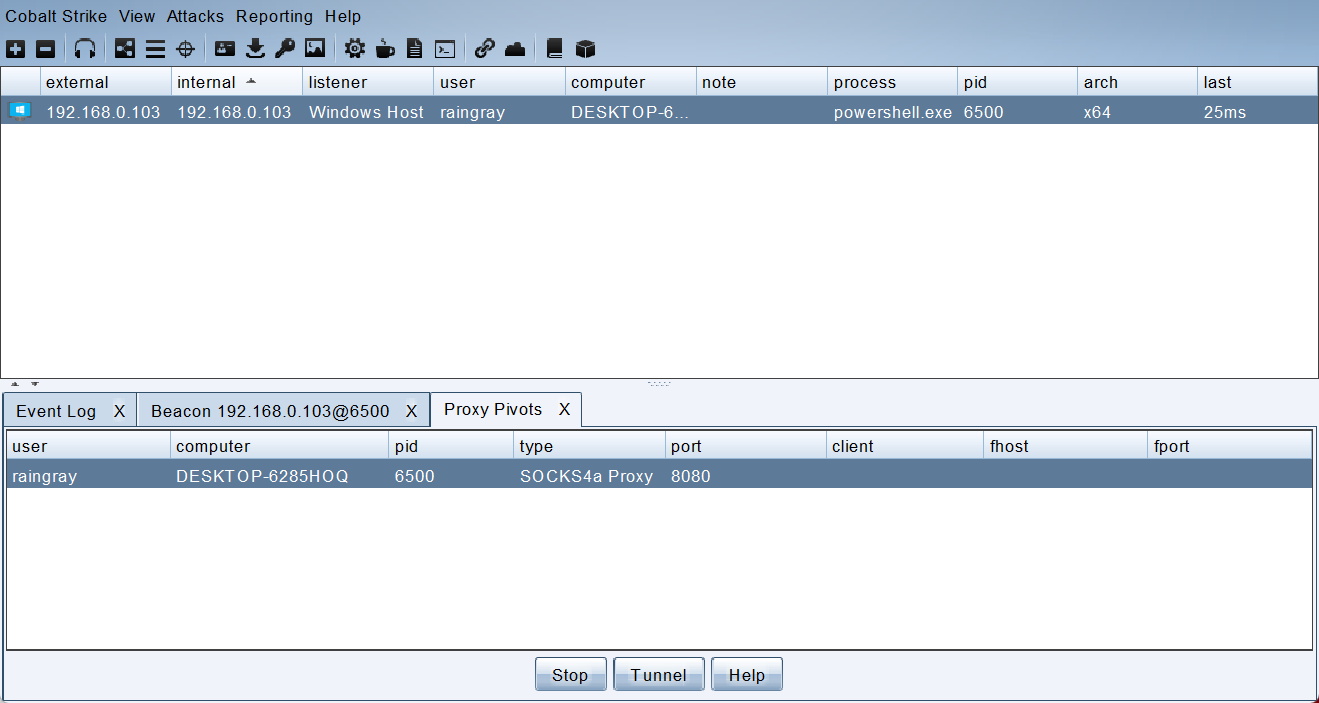 Cobalt Strike View Attacks Reporting Help
external internal listener user computer note process pid arch last
192.168.0.103 192.168.0.103 Windows Host raingray DESKTOP-6... powershell.exe 6500 x64 25ms
Event Log X Beacon 192.168.0.103@6500 X Proxy Pivots X
user computer pid type port client fhost fport
raingray DESKTOP-6285HOQ 6500 SOCKS4a Proxy 8080
Stop Tunnel Help